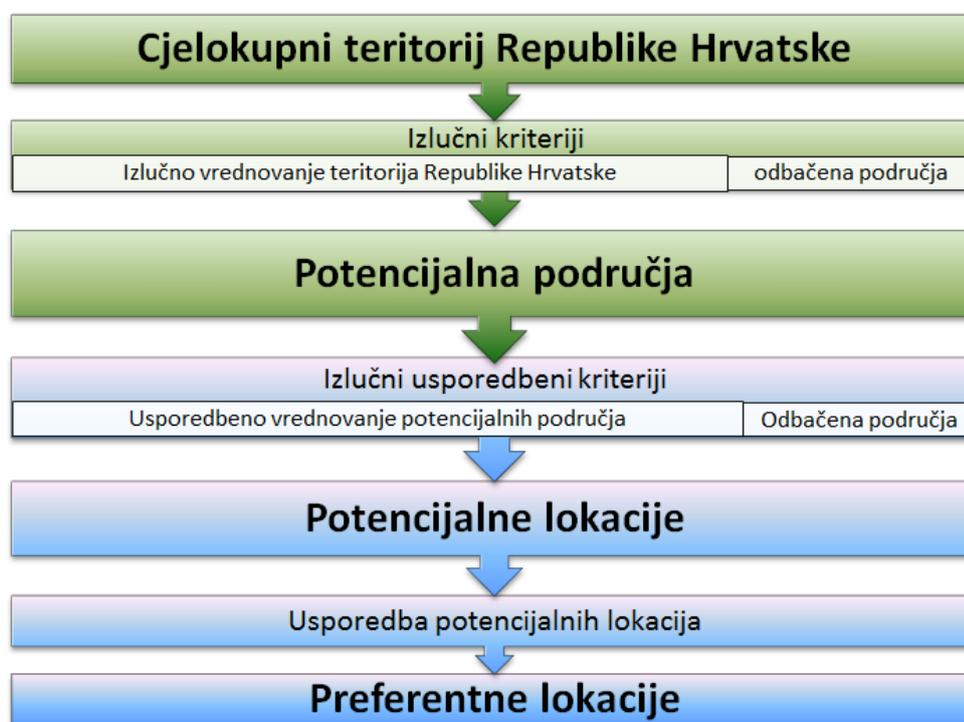 Cjelokupni teritorij Republike Hrvatske
Izlučni kriteriji
Izlučno vrednovanje teritorija Republike Hrvatske
odbačena područja
Potencijalna područja
Izlučni usporedbeni kriteriji
Usporedbeno vrednovanje potencijalnih područja
Odbačena područja
Potencijalne lokacije
Usporedba potencijalnih lokacija
Preferentne lokacije